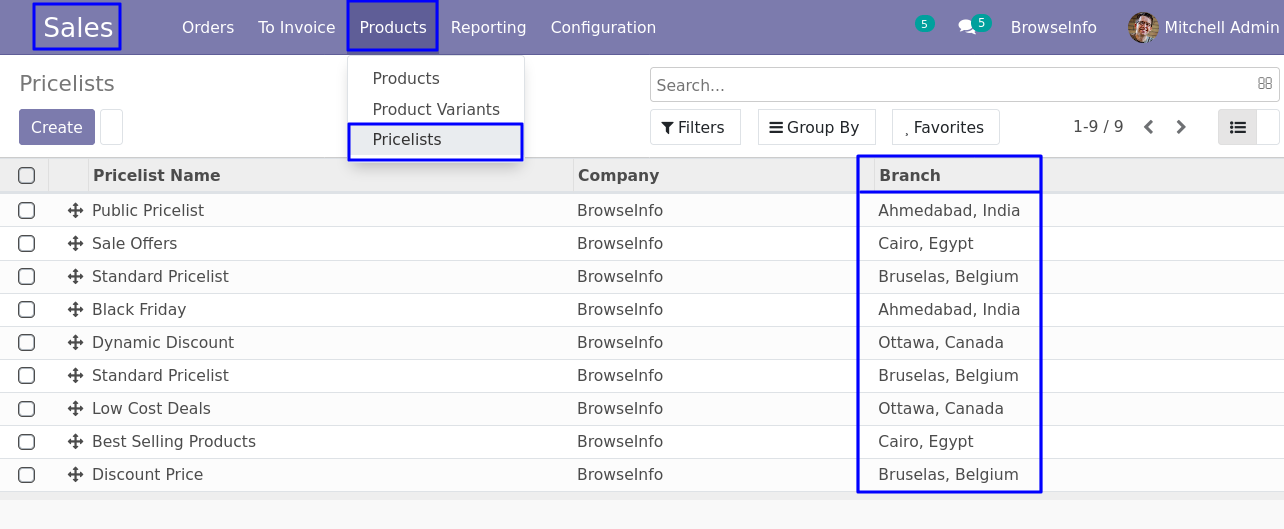 Sales Orders To Invoice Products Reporting Configuration 5 5 BrowseInfo Mitchell Admin
Pricelists Products Search...
Product Variants
Create Pricelists Filters Group By Favorites 1-9 / 9
Pricelist Name Company Branch
Public Pricelist BrowseInfo Ahmedabad, India
Sale Offers BrowseInfo Cairo, Egypt
Standard Pricelist BrowseInfo Bruselas, Belgium
Black Friday BrowseInfo Ahmedabad, India
Dynamic Discount BrowseInfo Ottawa, Canada
Standard Pricelist BrowseInfo Bruselas, Belgium
Low Cost Deals BrowseInfo Ottawa, Canada
Best Selling Products BrowseInfo Cairo, Egypt
Discount Price BrowseInfo Bruselas, Belgium